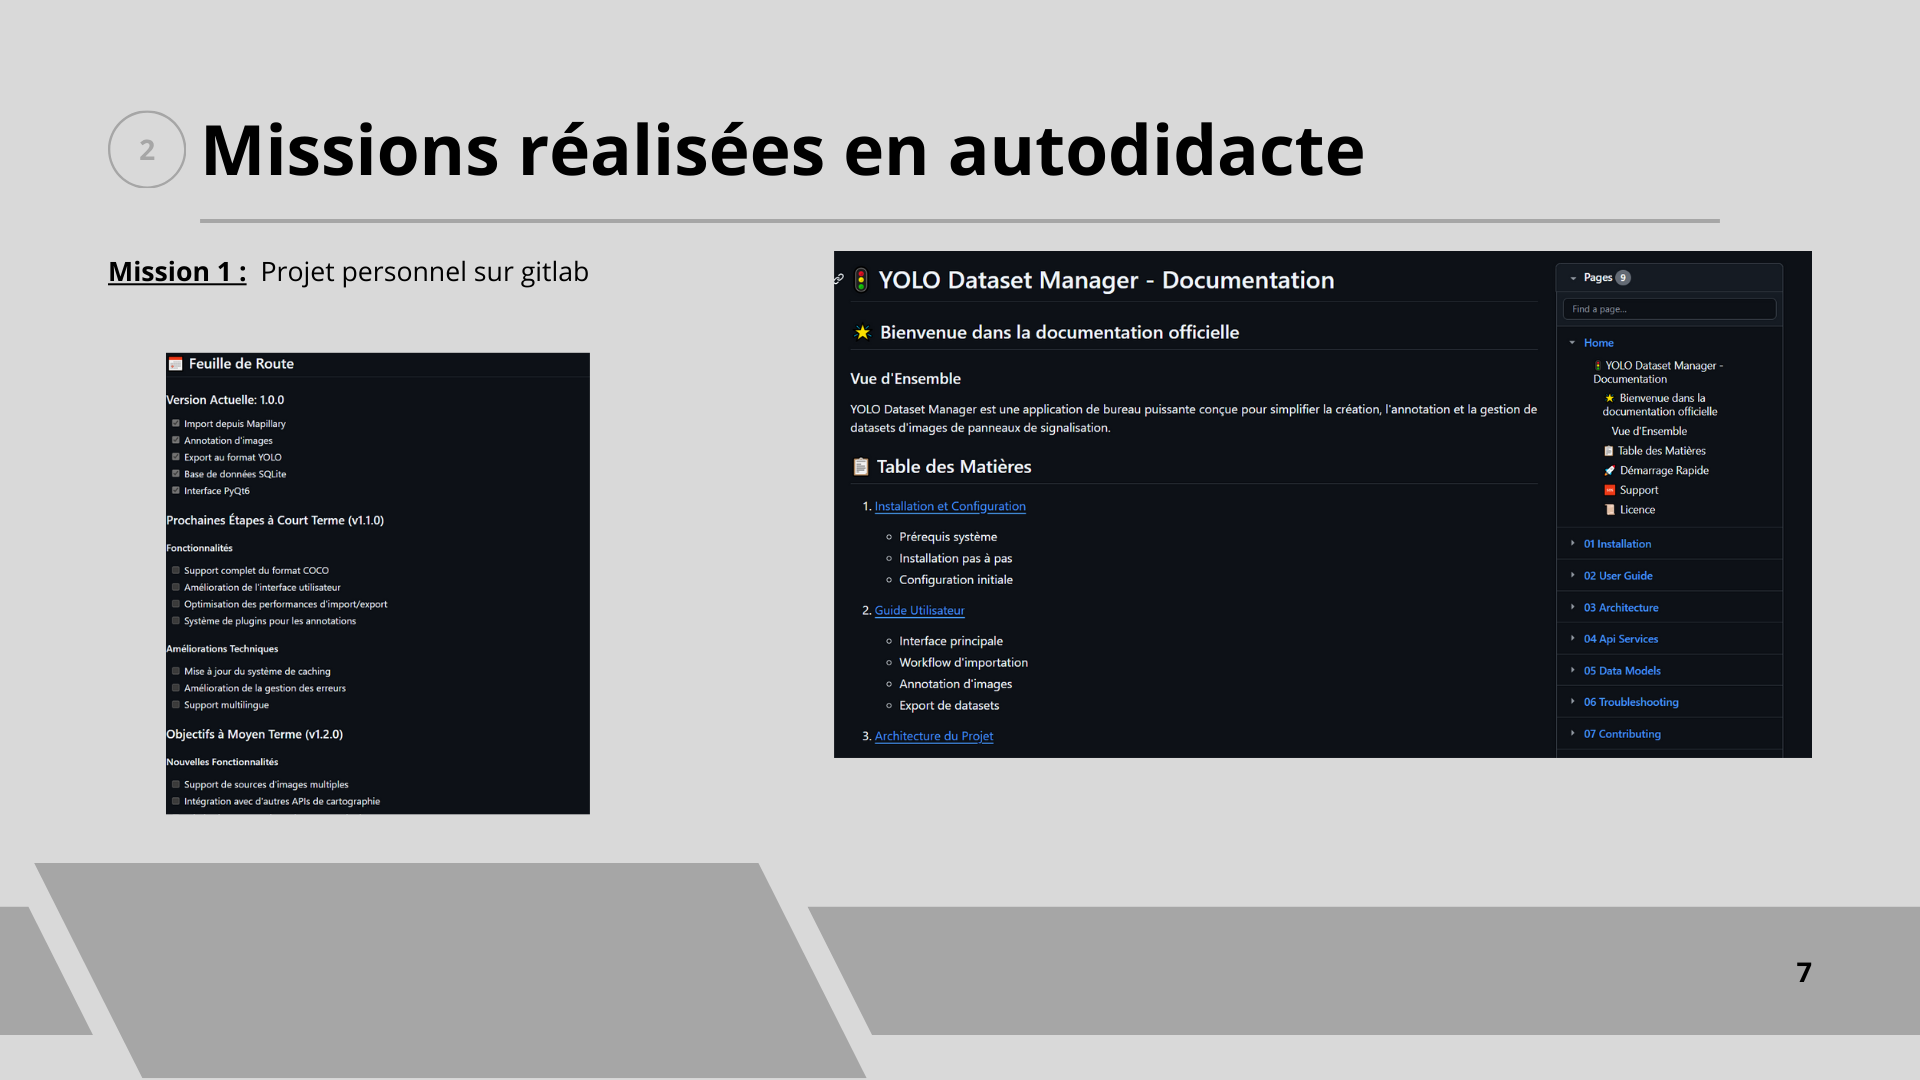 2
Missions réalisées en autodidacte
Mission 1 : Projet personnel sur gitlab
Feuille de Route
Version Actuelle: 1.0.0
Import depuis Mapillary
Annotation d'images
Export au format YOLO
Base de données SQLite
Interface PyQt6
Prochaines Étapes à Court Terme (v1.1.0)
Fonctionnalités
Support complet du format COCO
Amélioration de l'interface utilisateur
Optimisation des performances d'import/export
Système de plugins pour les annotations
Améliorations Techniques
Mise à jour du système de caching
Amélioration de la gestion des erreurs
Support multilingue
Objectifs à Moyen Terme (v1.2.0)
Nouvelles Fonctionnalités
Support de sources d'images multiples
Intégration avec d'autres APIs de cartographie
YOLO Dataset Manager - Documentation
Bienvenue dans la documentation officielle
Vue d'Ensemble
YOLO Dataset Manager est une application de bureau puissante conçue pour simplifier la création, l'annotation et la gestion de
datasets d'images de panneaux de signalisation.
Table des Matières
1. Installation et Configuration
Prérequis système
Installation pas à pas
Configuration initiale
2. Guide Utilisateur
Interface principale
Workflow d'importation
Annotation d'images
Export de datasets
3. Architecture du Projet
Pages 9
Find a page...
Home
YOLO Dataset Manager -
Documentation
Bienvenue dans la
documentation officielle
Vue d'Ensemble
Table des Matières
Démarrage Rapide
Support
Licence
01 Installation
02 User Guide
03 Architecture
04 Api Services
05 Data Models
06 Troubleshooting
07 Contributing
7